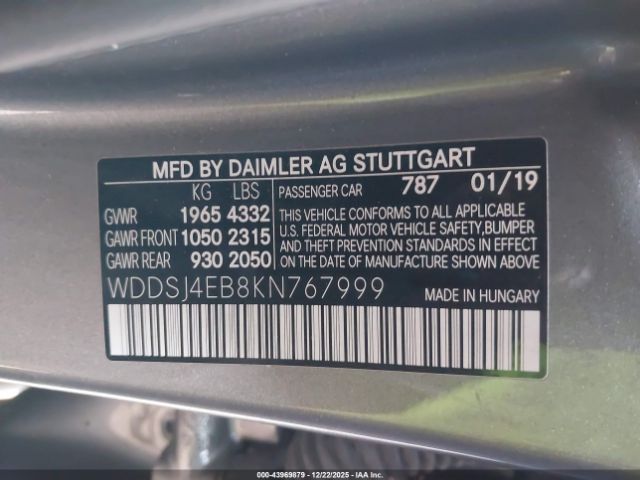 MFD BY DAIMLER AG STUTTGART
KG LBS PASSENGER CAR 787 01/19
GVWR 1965 4332 THIS VEHICLE CONFORMS TO ALL APPLICABLE
U.S. FEDERAL MOTOR VEHICLE SAFETY,BUMPER
GAWR FRONT 1050 2315 AND THEFT PREVENTION STANDARDS IN EFFECT
GAWR REAR 930 2050 ON THE DATE OF MANUFACTURE SHOWN ABOVE.
WDDSJ4EB8KN767999 MADE IN HUNGARY
000-43969879 - 12/22/2025 - IAA Inc.